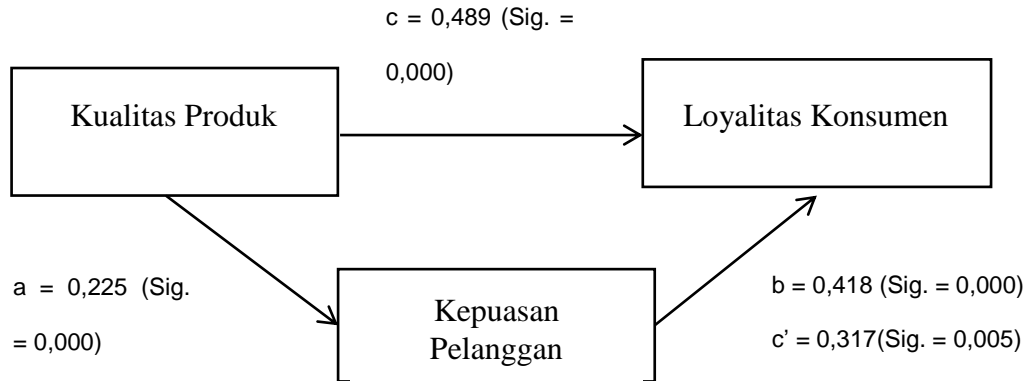 c = 0,489 (Sig. =
0,000)
Kualitas Produk
Loyalitas Konsumen
a = 0,225 (Sig.
= 0,000)
Kepuasan
Pelanggan
b = 0,418 (Sig. = 0,000)
c’ = 0,317(Sig. = 0,005)